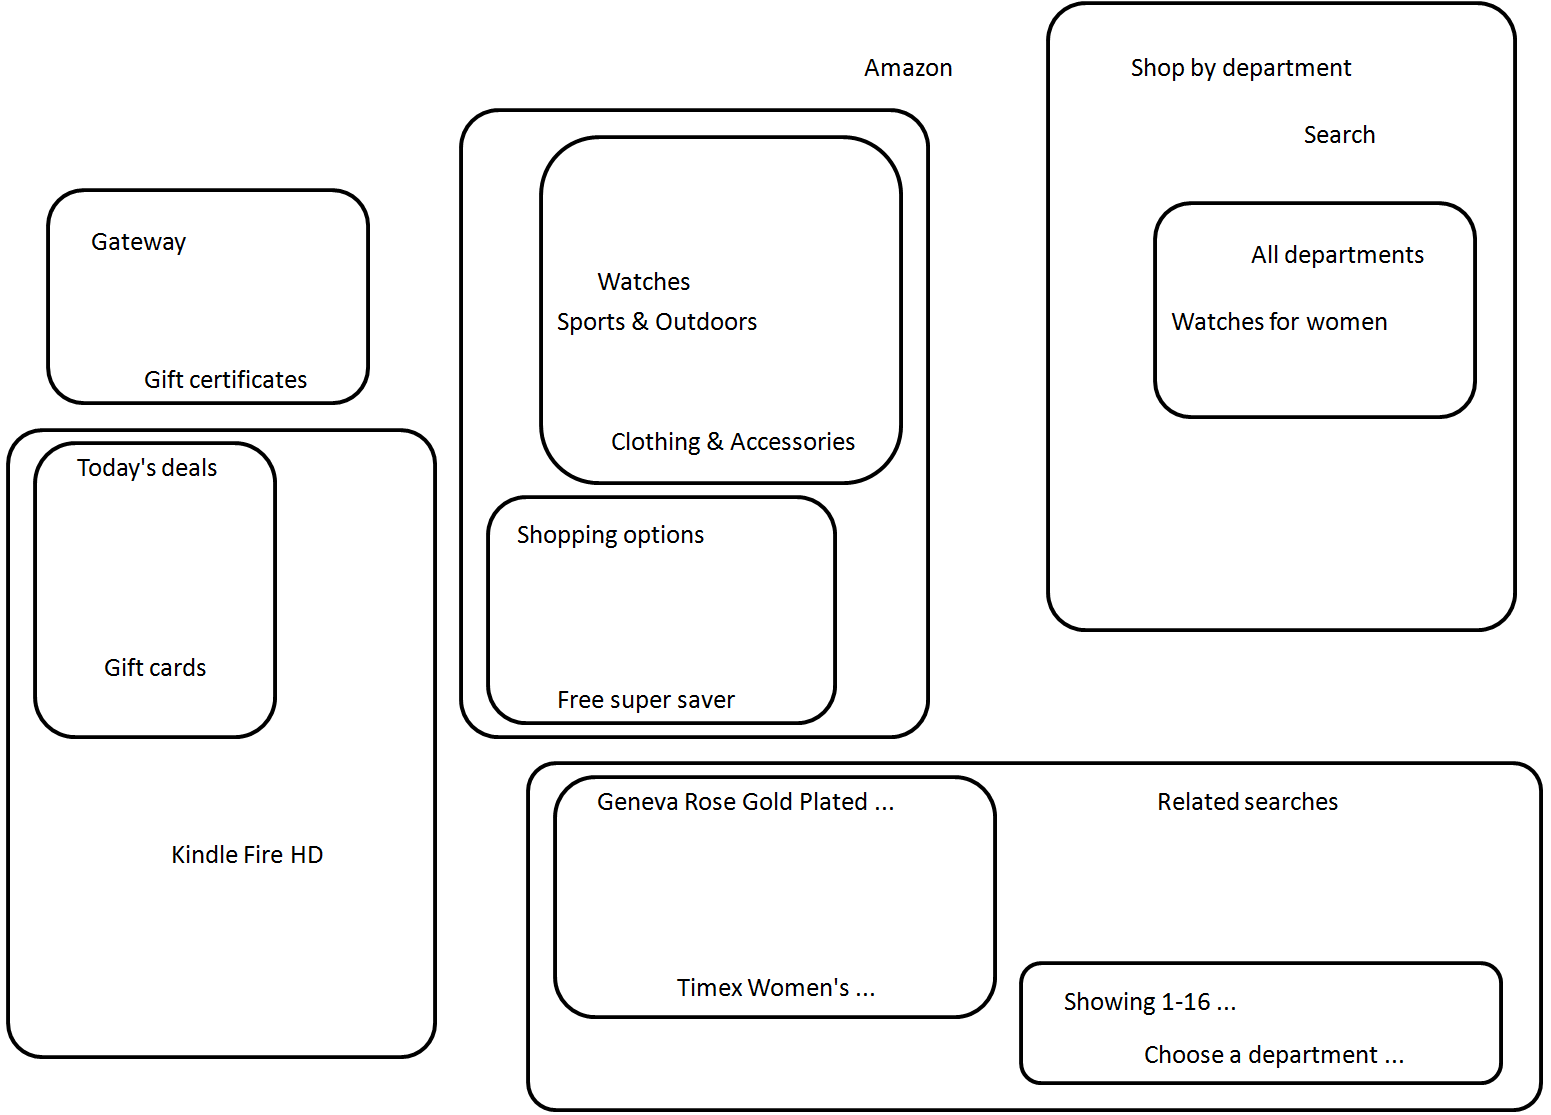 Amazon
Shop by department
Search
Gateway
Gift certificates
Watches
Sports & Outdoors
Clothing & Accessories
All departments
Watches for women
Today's deals
Gift cards
Kindle Fire HD
Shopping options
Free super saver
Geneva Rose Gold Plated ...
Timex Women's ...
Related searches
Showing 1-16 ...
Choose a department ...